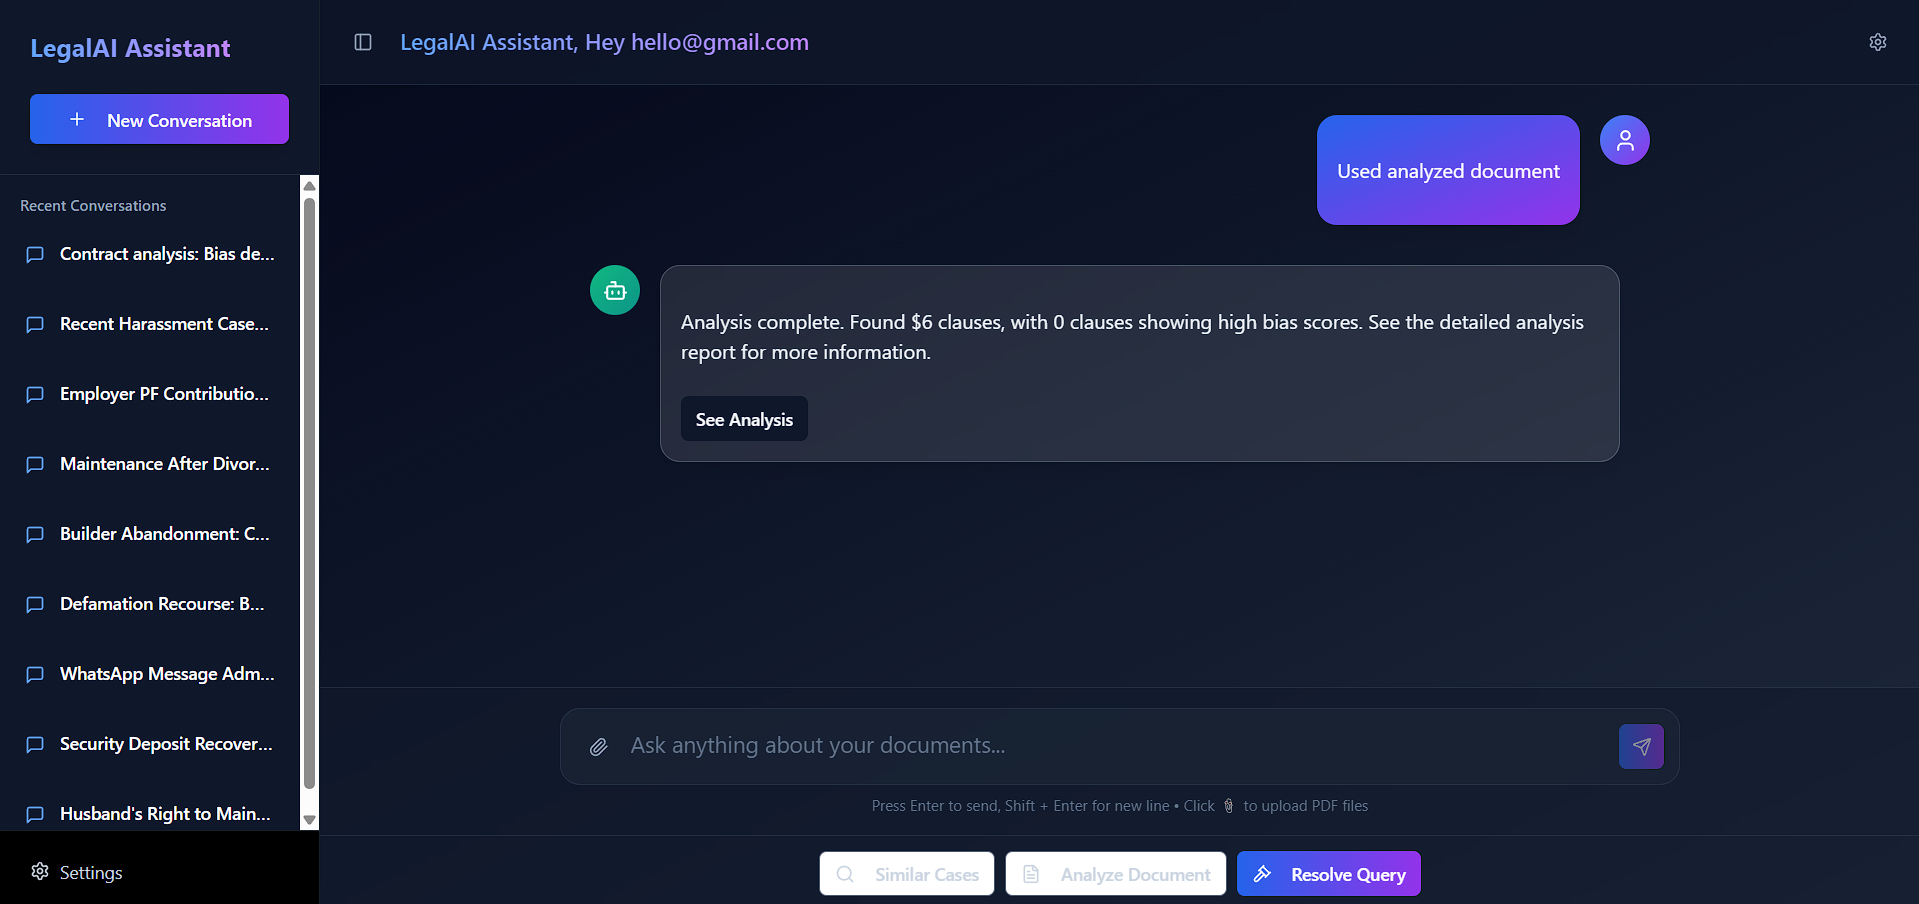 LegalAI Assistant
New Conversation
Recent Conversations
Contract analysis: Bias de...
Recent Harassment Case...
Employer PF Contributio...
Maintenance After Divor...
Builder Abandonment: C...
Defamation Recourse: B...
WhatsApp Message Adm...
Security Deposit Recover...
Husband's Right to Main...
Settings
LegalAI Assistant, Hey hello@gmail.com
Used analyzed document
Analysis complete. Found $6 clauses, with 0 clauses showing high bias scores. See the detailed analysis
report for more information.
See Analysis
Ask anything about your documents...
Press Enter to send, Shift + Enter for new line • Click 📎 to upload PDF files
Similar Cases
Analyze Document
Resolve Query